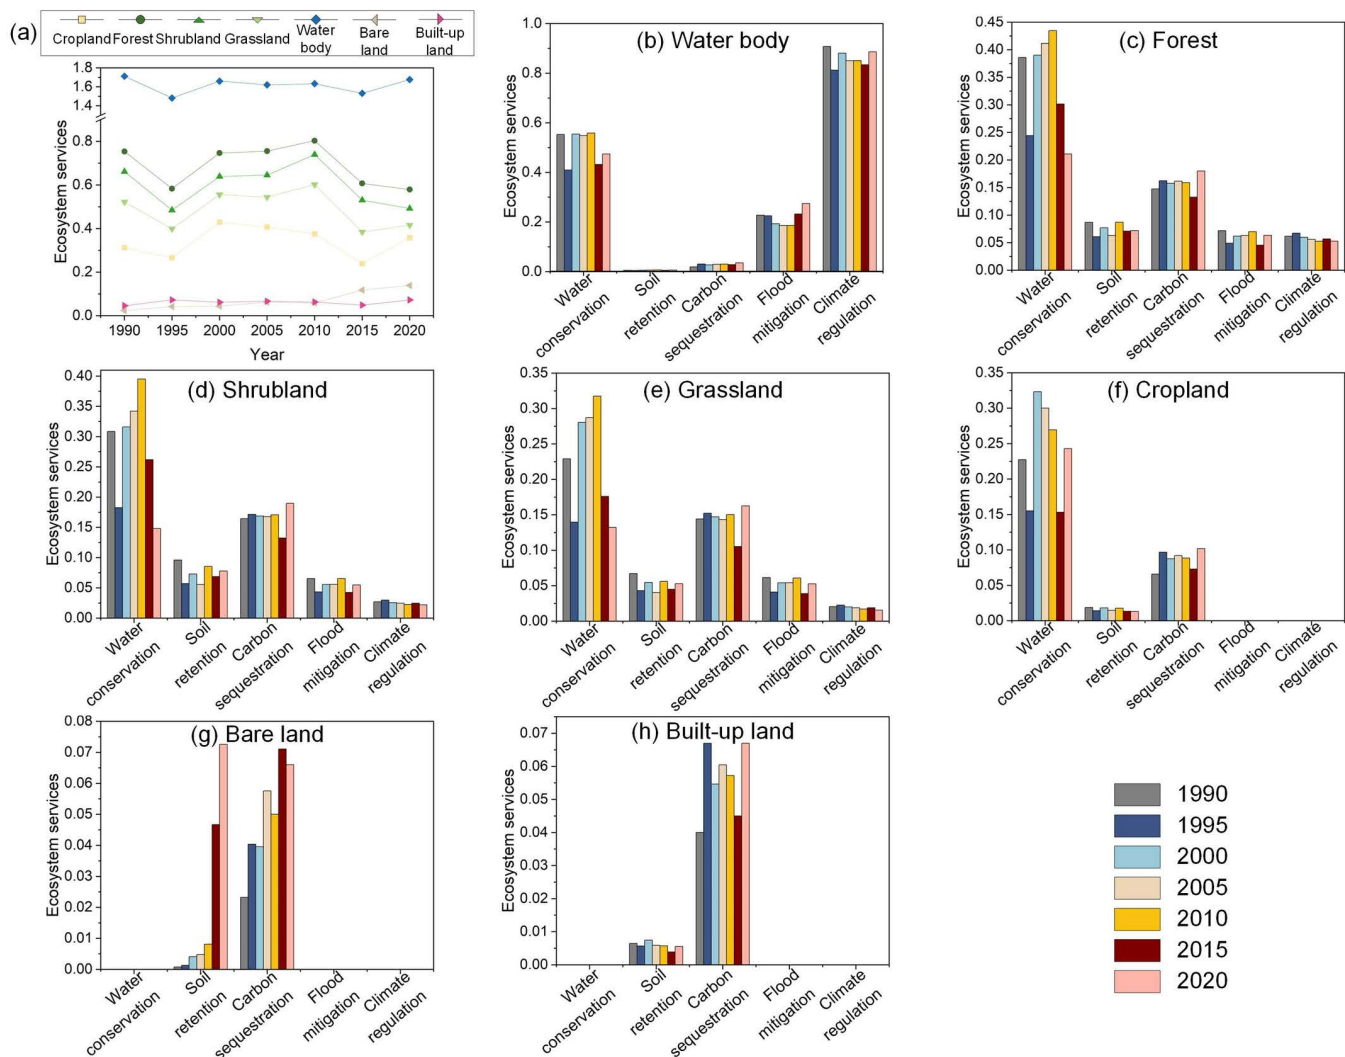 (a)
Cropland Forest Shrubland Grassland Water body Bare land Built-up land
Ecosystem services
1.8
1.6
1.4
0.8
0.6
0.4
0.2
0.0
1990 1995 2000 2005 2010 2015 2020
Year
(b) Water body
Ecosystem services
1.0
0.8
0.6
0.4
0.2
0.0
Water conservation
Soil retention
Carbon sequestration
Flood mitigation
Climate regulation
(c) Forest
Ecosystem services
0.45
0.40
0.35
0.30
0.25
0.20
0.15
0.10
0.05
0.00
Water conservation
Soil retention
Carbon sequestration
Flood mitigation
Climate regulation
(d) Shrubland
Ecosystem services
0.40
0.35
0.30
0.25
0.20
0.15
0.10
0.05
0.00
Water conservation
Soil retention
Carbon sequestration
Flood mitigation
Climate regulation
(e) Grassland
Ecosystem services
0.35
0.30
0.25
0.20
0.15
0.10
0.05
0.00
Water conservation
Soil retention
Carbon sequestration
Flood mitigation
Climate regulation
(f) Cropland
Ecosystem services
0.35
0.30
0.25
0.20
0.15
0.10
0.05
0.00
Water conservation
Soil retention
Carbon sequestration
Flood mitigation
Climate regulation
(g) Bare land
Ecosystem services
0.08
0.07
0.06
0.05
0.04
0.03
0.02
0.01
0.00
Water conservation
Soil retention
Carbon sequestration
Flood mitigation
Climate regulation
(h) Built-up land
Ecosystem services
0.07
0.06
0.05
0.04
0.03
0.02
0.01
0.00
Water conservation
Soil retention
Carbon sequestration
Flood mitigation
Climate regulation
1990
1995
2000
2005
2010
2015
2020